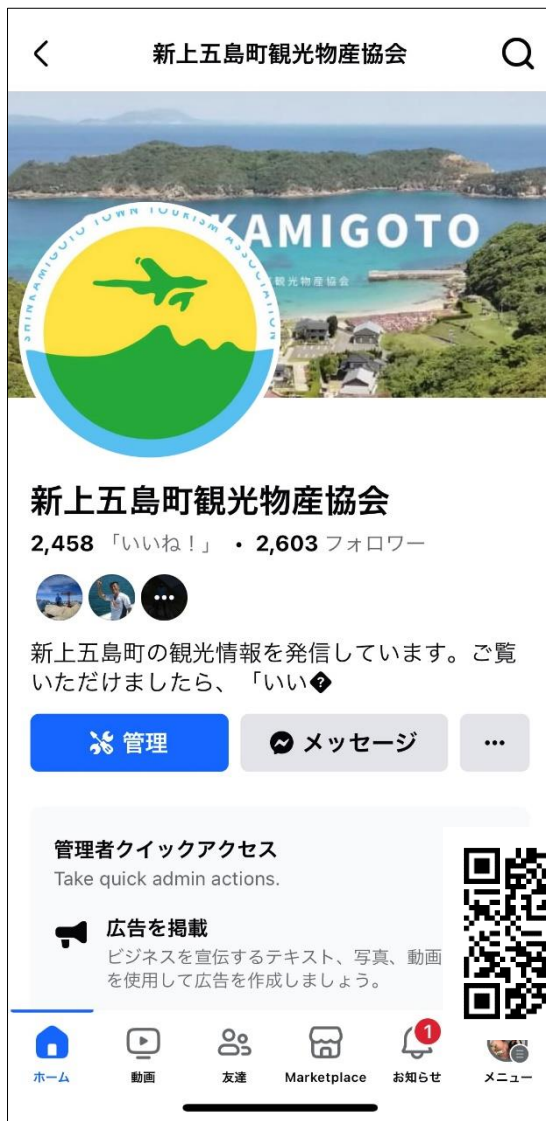 新上五島町観光物産協会
KAMIGOTO
観光物産協会
SHINKAMIGOTO TOWN TOURISM ASSOCIATION
新上五島町観光物産協会
2,458 「いいね！」 • 2,603 フォロワー
新上五島町の観光情報を発信しています。ご覧
いただけましたら、「いい�
管理
メッセージ
管理者クイックアクセス
Take quick admin actions.
広告を掲載
ビジネスを宣伝するテキスト、写真、動画
を使用して広告を作成しましょう。
1
ホーム 動画 友達 Marketplace お知らせ メニュー